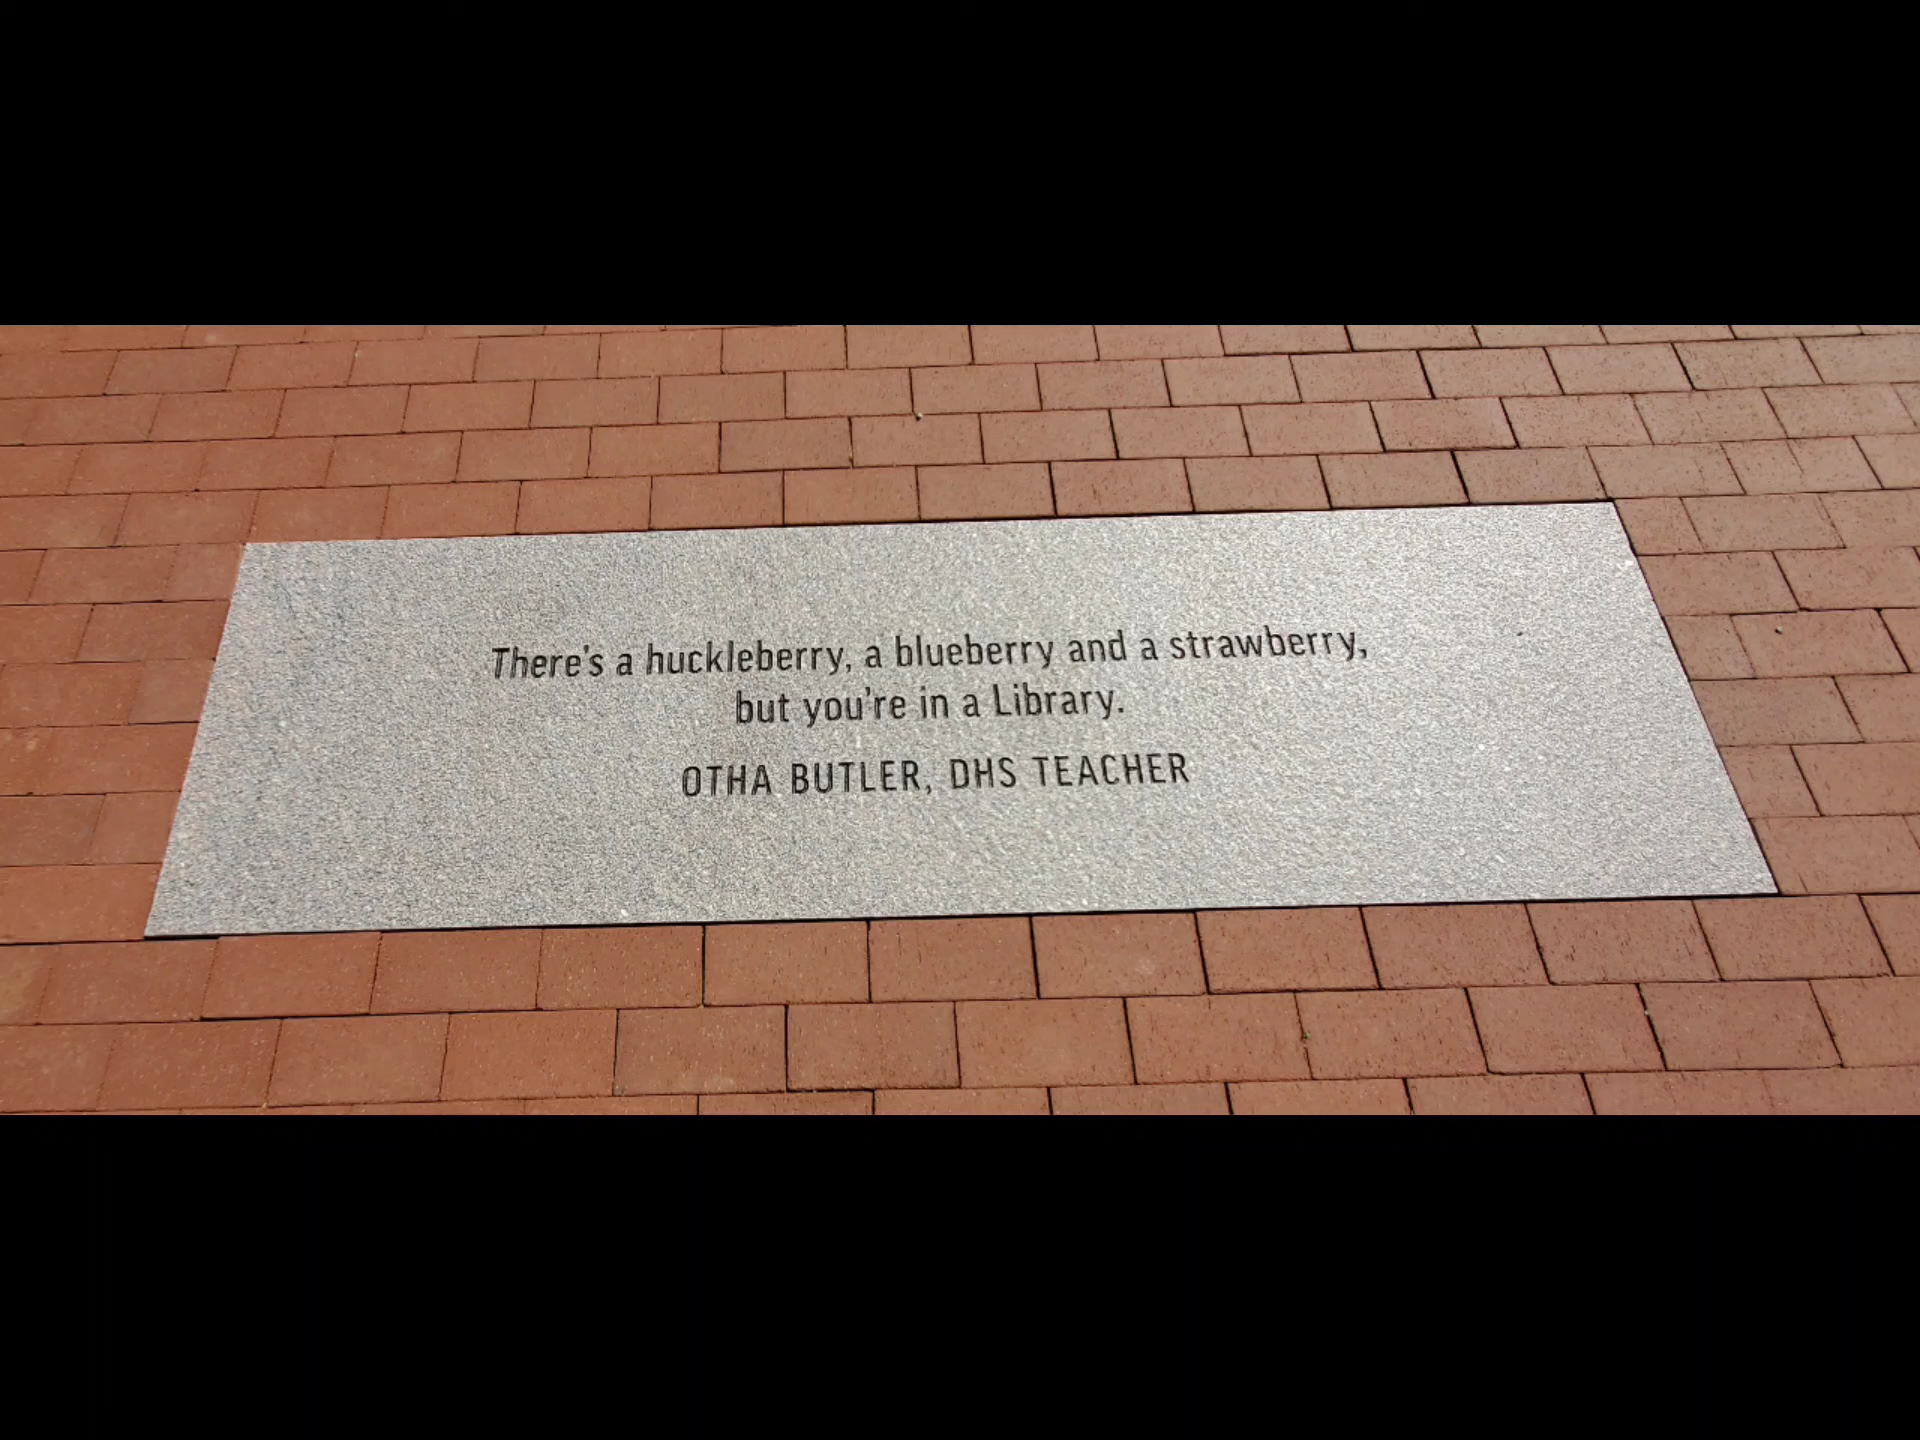 There's a huckleberry, a blueberry and a strawberry,
but you're in a Library.
OTHA BUTLER, DHS TEACHER